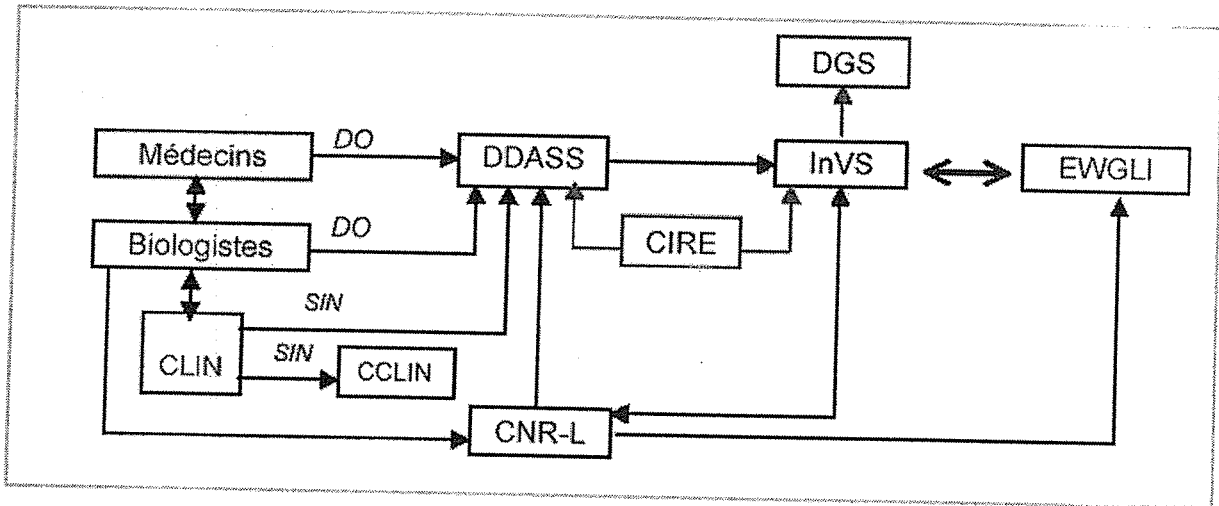 DGS
Médecins
DO
DDASS
InVS
EWGLI
Biologistes
DO
CIRE
SIN
CLIN
SIN
CCLIN
CNR-L